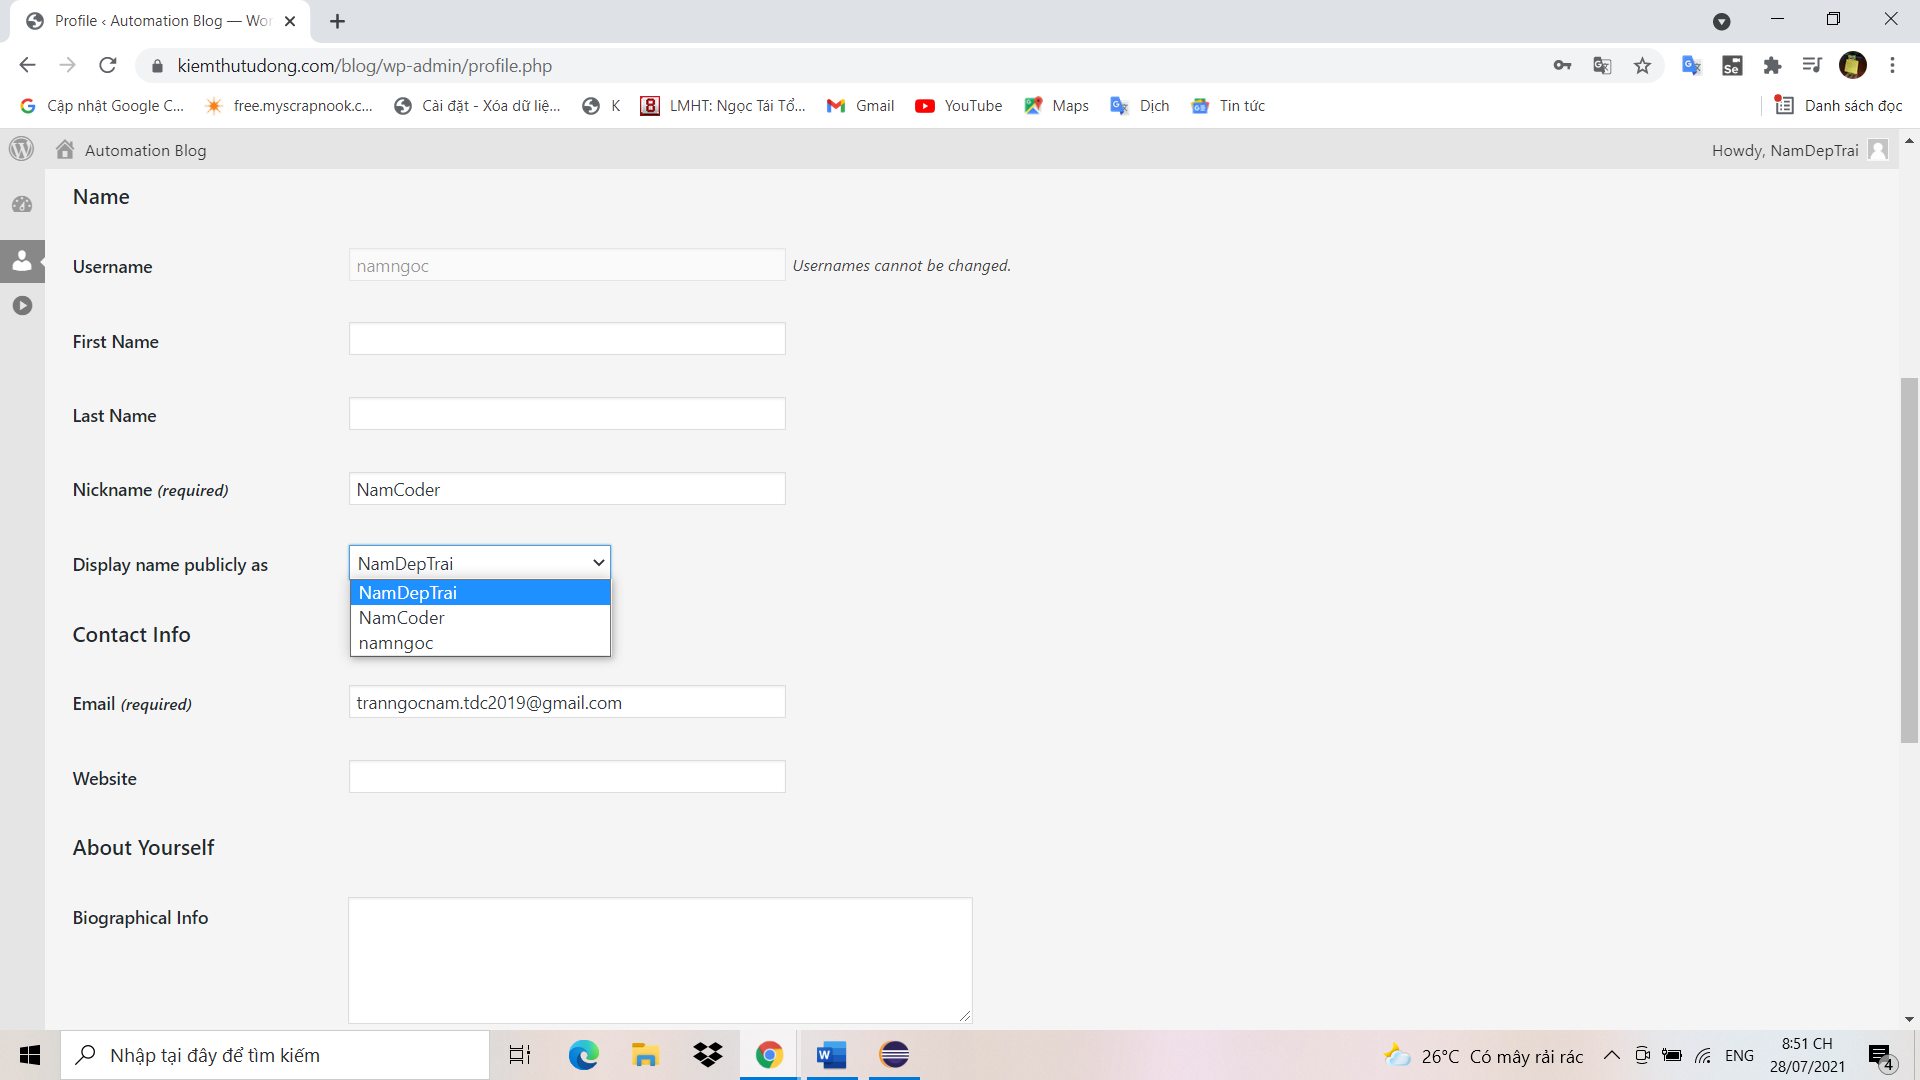 Profile ‹ Automation Blog — Wor
kiemthutudong.com/blog/wp-admin/profile.php
Cập nhật Google C... free.myscrapnook.c... Cài đặt - Xóa dữ liệ... K LMHT: Ngọc Tái Tổ... Gmail YouTube Maps Dịch Tin tức Danh sách đọc
Automation Blog Howdy, NamDepTrai
Name
Username namngoc Usernames cannot be changed.
First Name
Last Name
Nickname (required) NamCoder
Display name publicly as NamDepTrai
NamDepTrai
NamCoder
namngoc
Contact Info
Email (required) tranngocnam.tdc2019@gmail.com
Website
About Yourself
Biographical Info
Nhập tại đây để tìm kiếm
26°C Có mây rải rác ENG
8:51 CH
28/07/2021
4